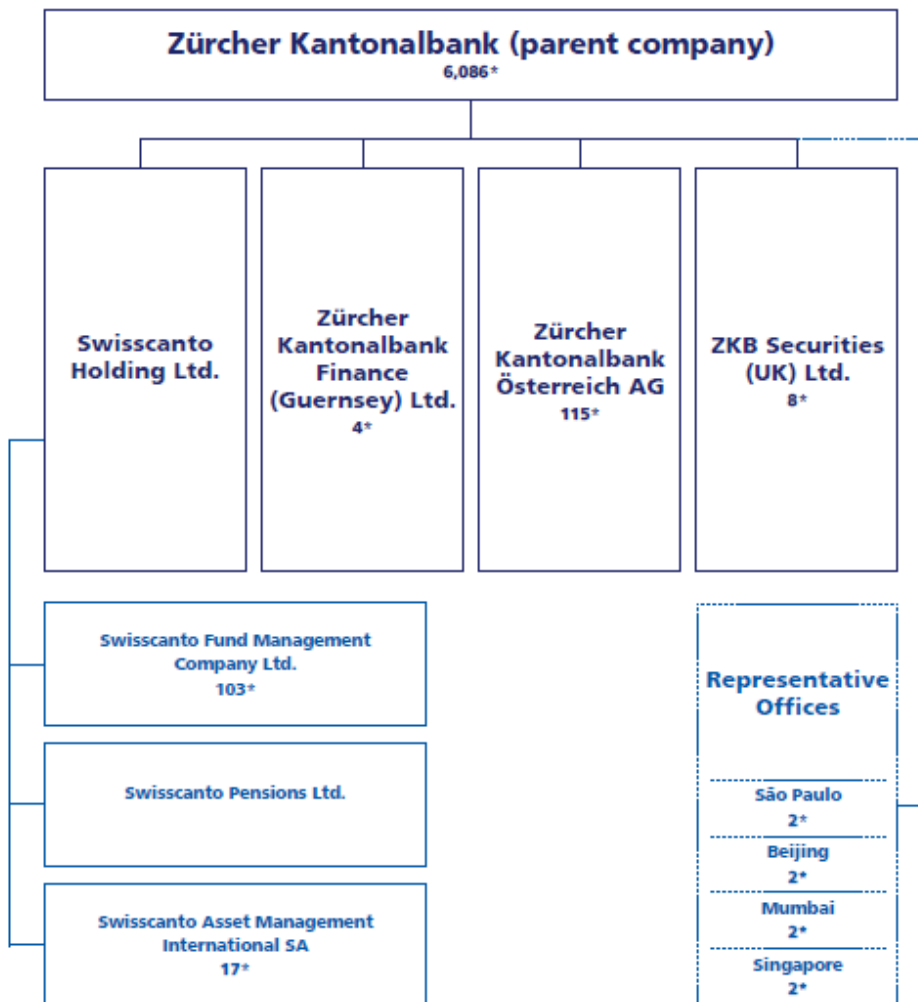 Zürcher Kantonalbank (parent company)
6,086*
Swisscanto
Holding Ltd.
Zürcher
Kantonalbank
Finance
(Guernsey) Ltd.
4*
Zürcher
Kantonalbank
Österreich AG
115*
ZKB Securities
(UK) Ltd.
8*
Swisscanto Fund Management
Company Ltd.
103*
Swisscanto Pensions Ltd.
Swisscanto Asset Management
International SA
17*
Representative
Offices
São Paulo
2*
Beijing
2*
Mumbai
2*
Singapore
2*